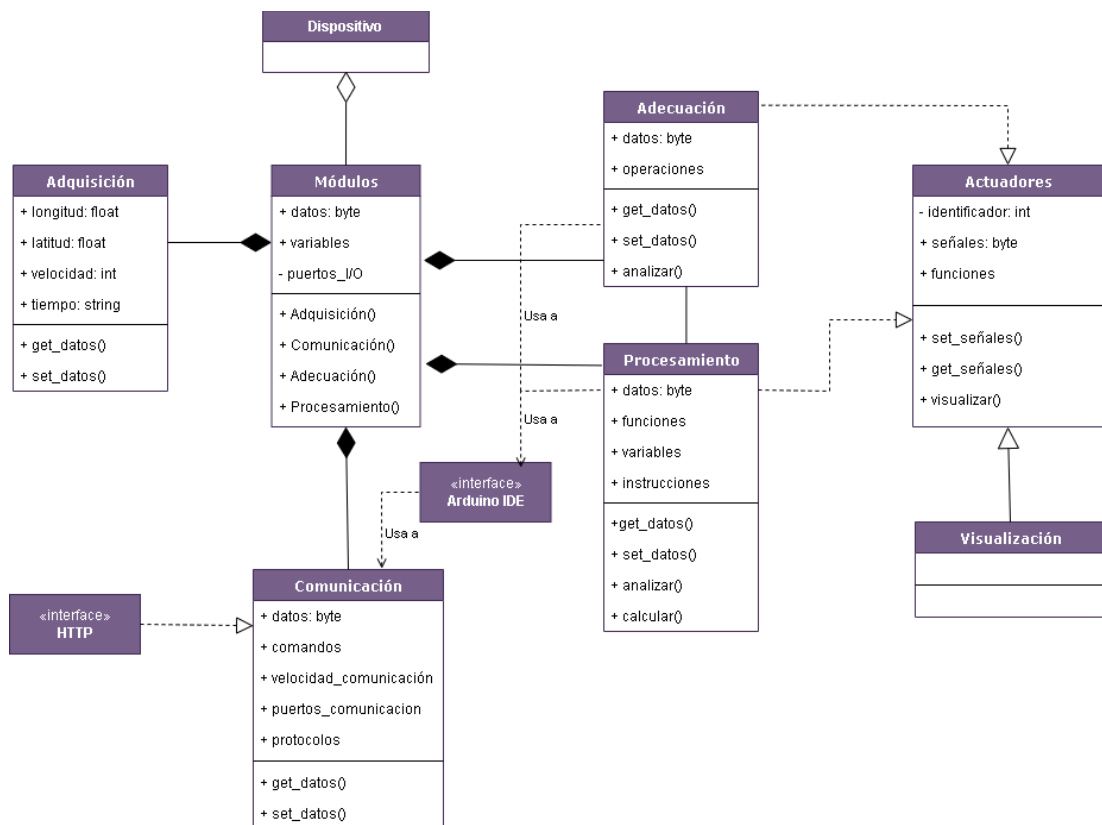 Dispositivo
Adquisición
+ longitud: float
+ latitud: float
+ velocidad: int
+ tiempo: string
+ get_datos()
+ set_datos()
Módulos
+ datos: byte
+ variables
- puertos_I/O
+ Adquisición()
+ Comunicación()
+ Adecuación()
+ Procesamiento()
Adecuación
+ datos: byte
+ operaciones
+ get_datos()
+ set_datos()
+ analizar()
Actuadores
- identificador: int
+ señales: byte
+ funciones
+ set_señales()
+ get_señales()
+ visualizar()
Usa a
Procesamiento
+ datos: byte
+ funciones
+ variables
+ instrucciones
+get_datos()
+ set_datos()
+ analizar()
+ calcular()
Usa a
«interface»
Arduino IDE
Usa a
Visualización
«interface»
HTTP
Comunicación
+ datos: byte
+ comandos
+ velocidad_comunicación
+ puertos_comunicacion
+ protocolos
+ get_datos()
+ set_datos()